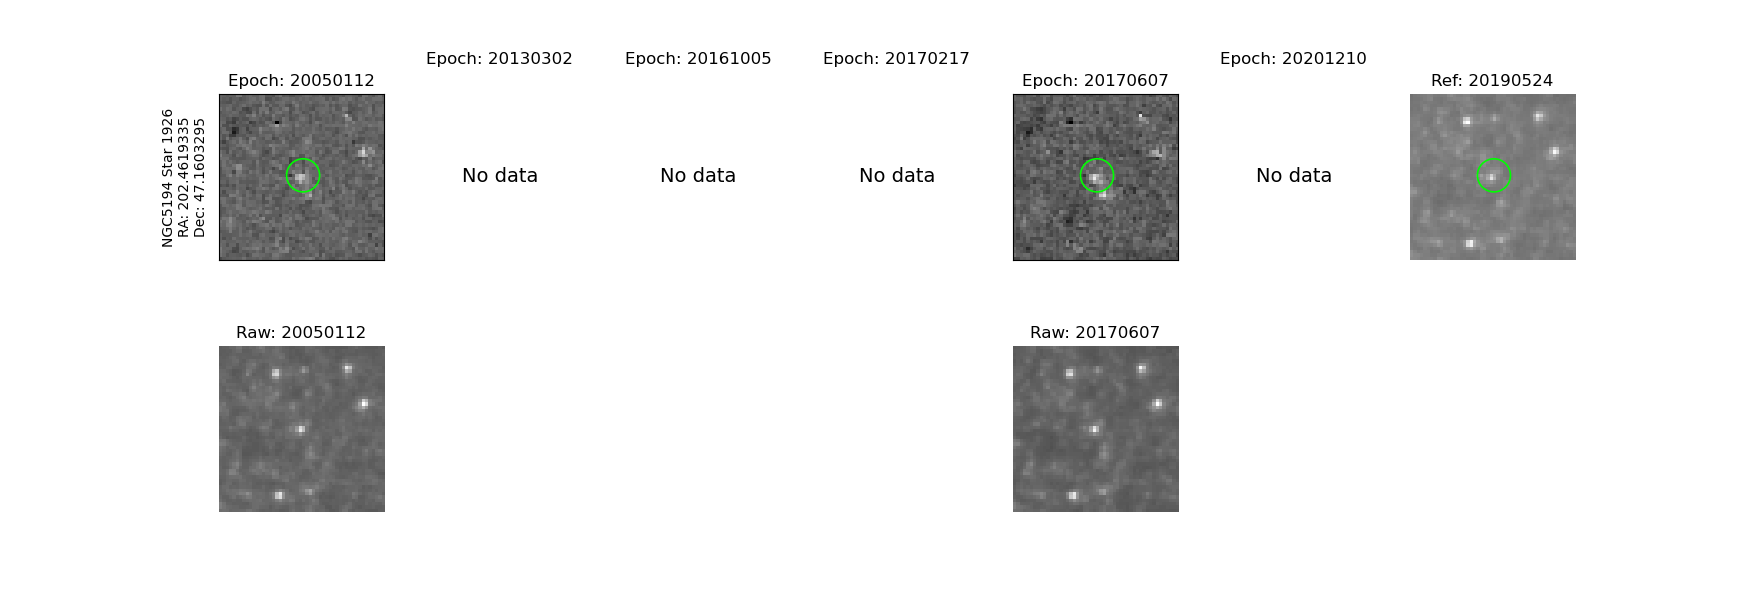 Epoch: 20050112
Epoch: 20130302
Epoch: 20161005
Epoch: 20170217
Epoch: 20170607
Epoch: 20201210
Ref: 20190524
NGC5194 Star 1926
RA: 202.4619335
Dec: 47.1603295
No data
No data
No data
No data
Raw: 20050112
Raw: 20170607